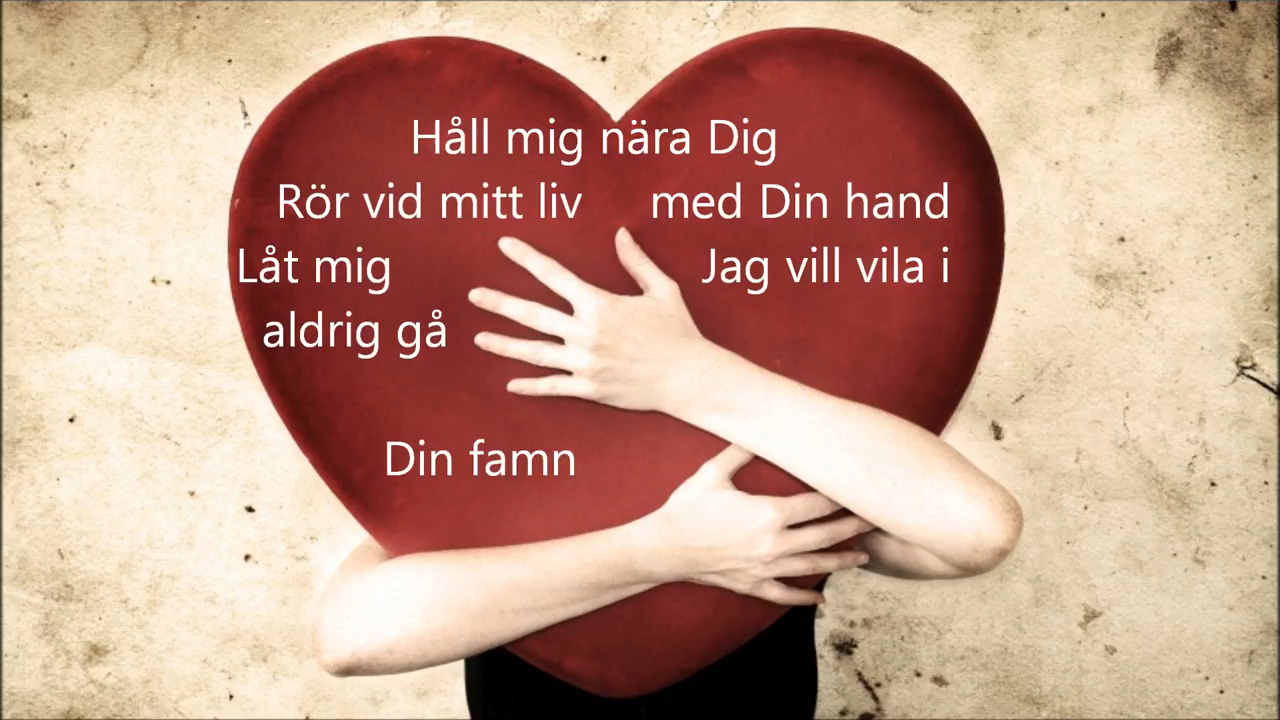 Håll mig nära Dig
Rör vid mitt liv med Din hand
Låt mig Jag vill vila i
aldrig gå
Din famn